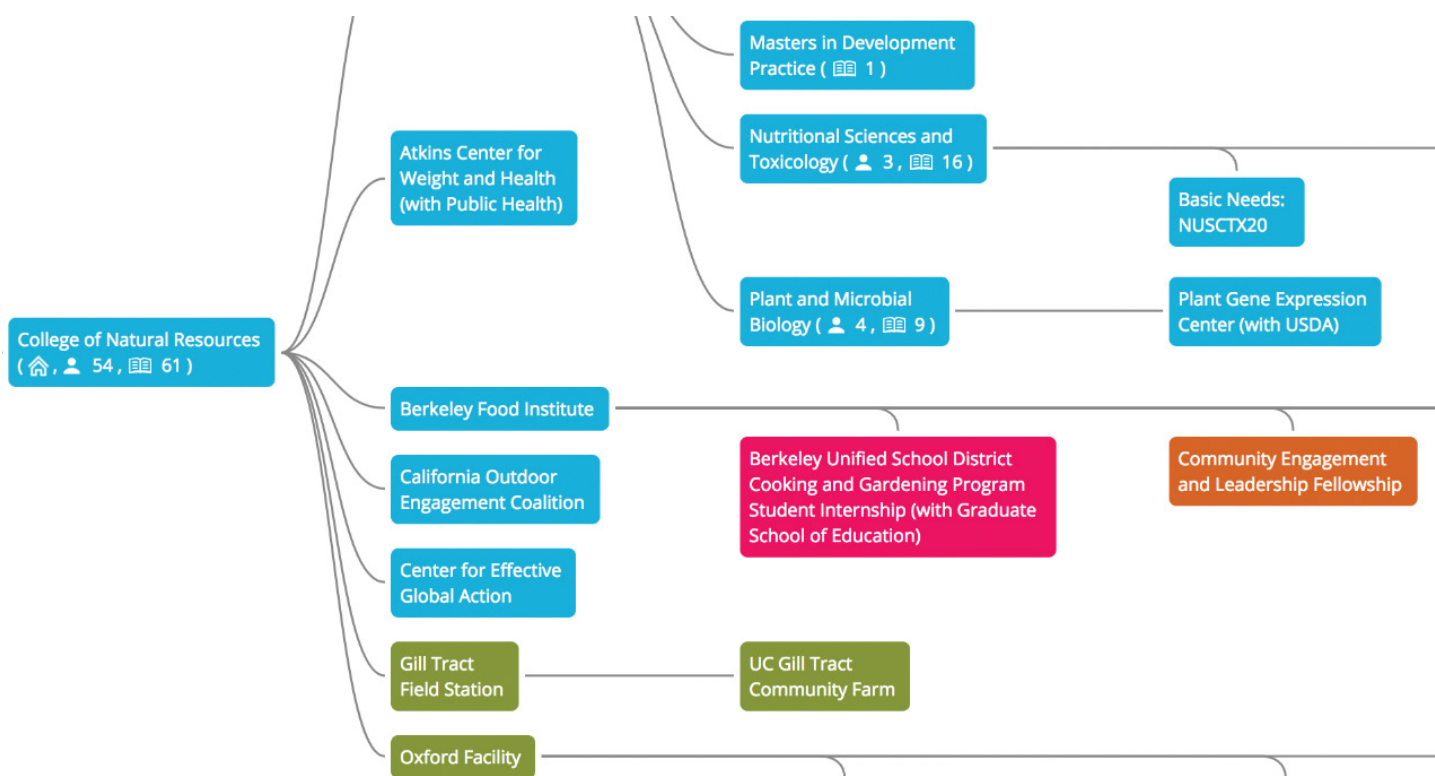 College of Natural Resources
( , 54 , 61 )
Atkins Center for
Weight and Health
(with Public Health)
Berkeley Food Institute
California Outdoor
Engagement Coalition
Center for Effective
Global Action
Gill Tract
Field Station
Oxford Facility
Masters in Development
Practice ( 1 )
Nutritional Sciences and
Toxicology ( 3 , 16 )
Plant and Microbial
Biology ( 4 , 9 )
Berkeley Unified School District
Cooking and Gardening Program
Student Internship (with Graduate
School of Education)
UC Gill Tract
Community Farm
Basic Needs:
NUSCTX20
Plant Gene Expression
Center (with USDA)
Community Engagement
and Leadership Fellowship